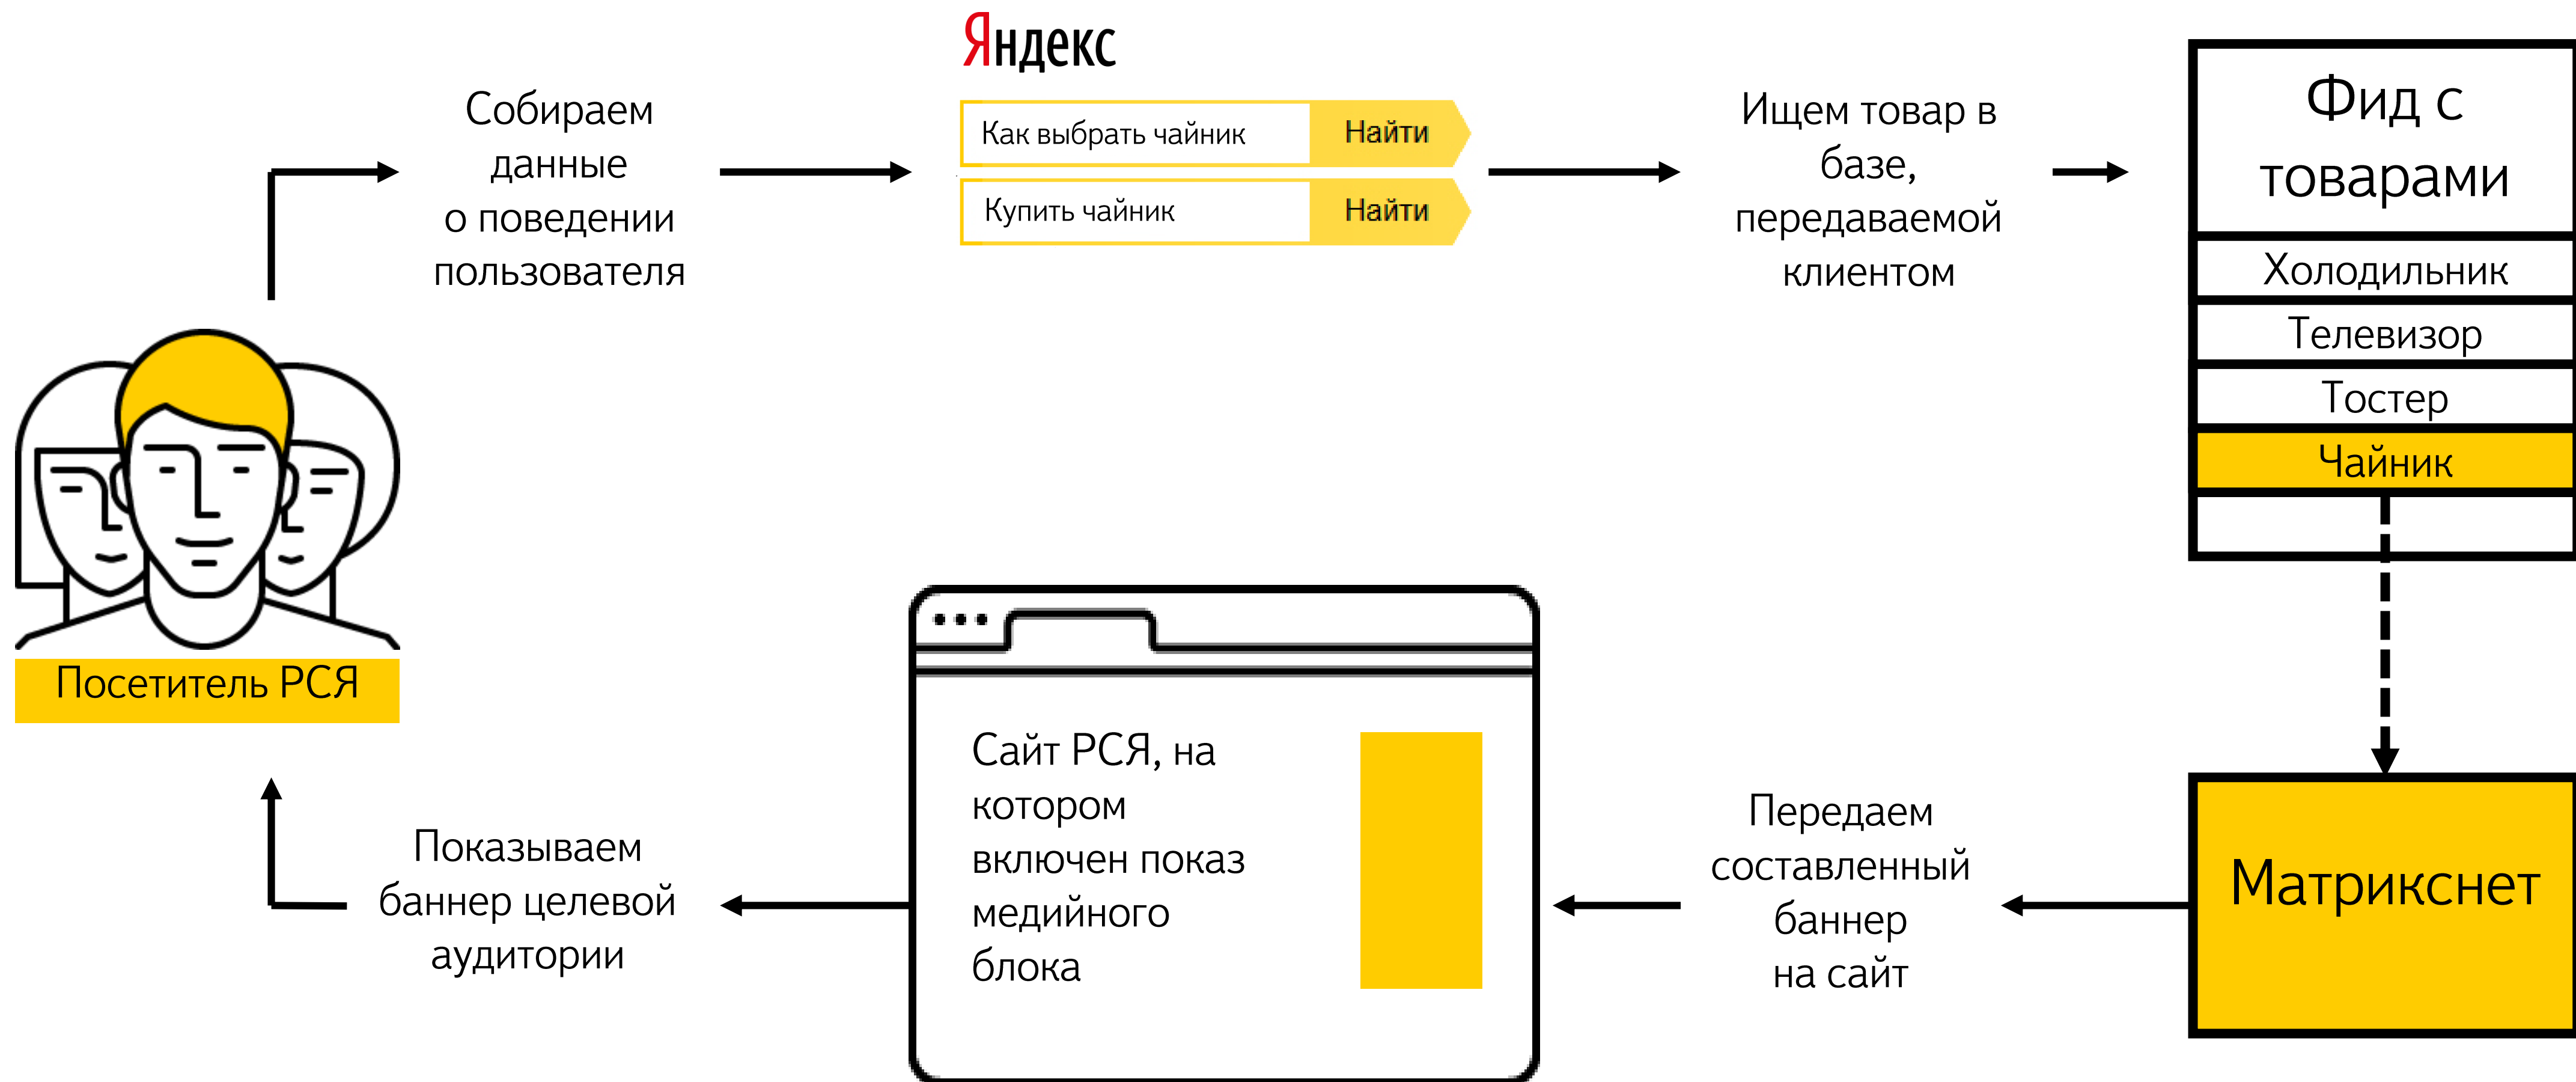 Яндекс
Собираем
данные
о поведении
пользователя
Как выбрать чайник
Найти
Купить чайник
Найти
Ищем товар в
базе,
передаваемой
клиентом
Фид с
товарами
Холодильник
Телевизор
Тостер
Чайник
Посетитель РСЯ
Показываем
баннер целевой
аудитории
Сайт РСЯ, на
котором
включен показ
медийного
блока
Передаем
составленный
баннер
на сайт
Матрикснет